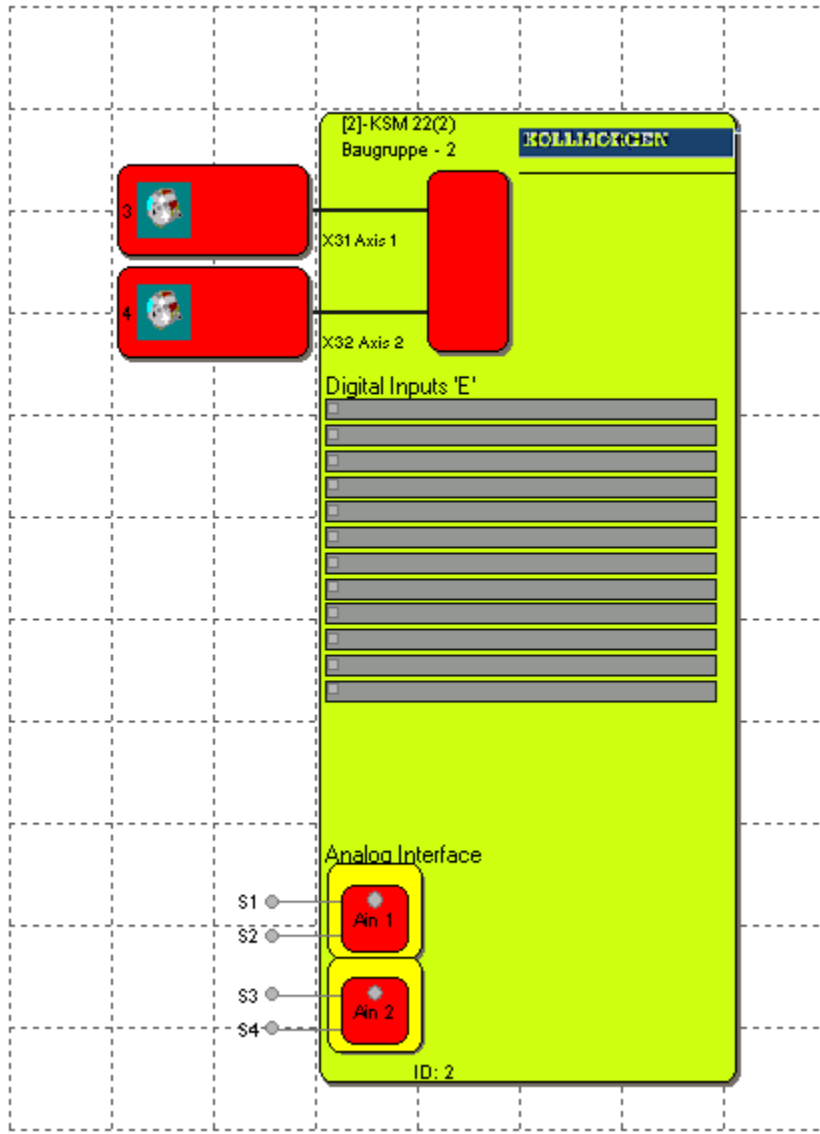 [2]-KSM 22(2)
Baugruppe - 2
KOLLMORGEN
3
X31 Axis 1
4
X32 Axis 2
Digital Inputs 'E'
Analog Interface
S1
Ain 1
S2
S3
Ain 2
S4
ID: 2